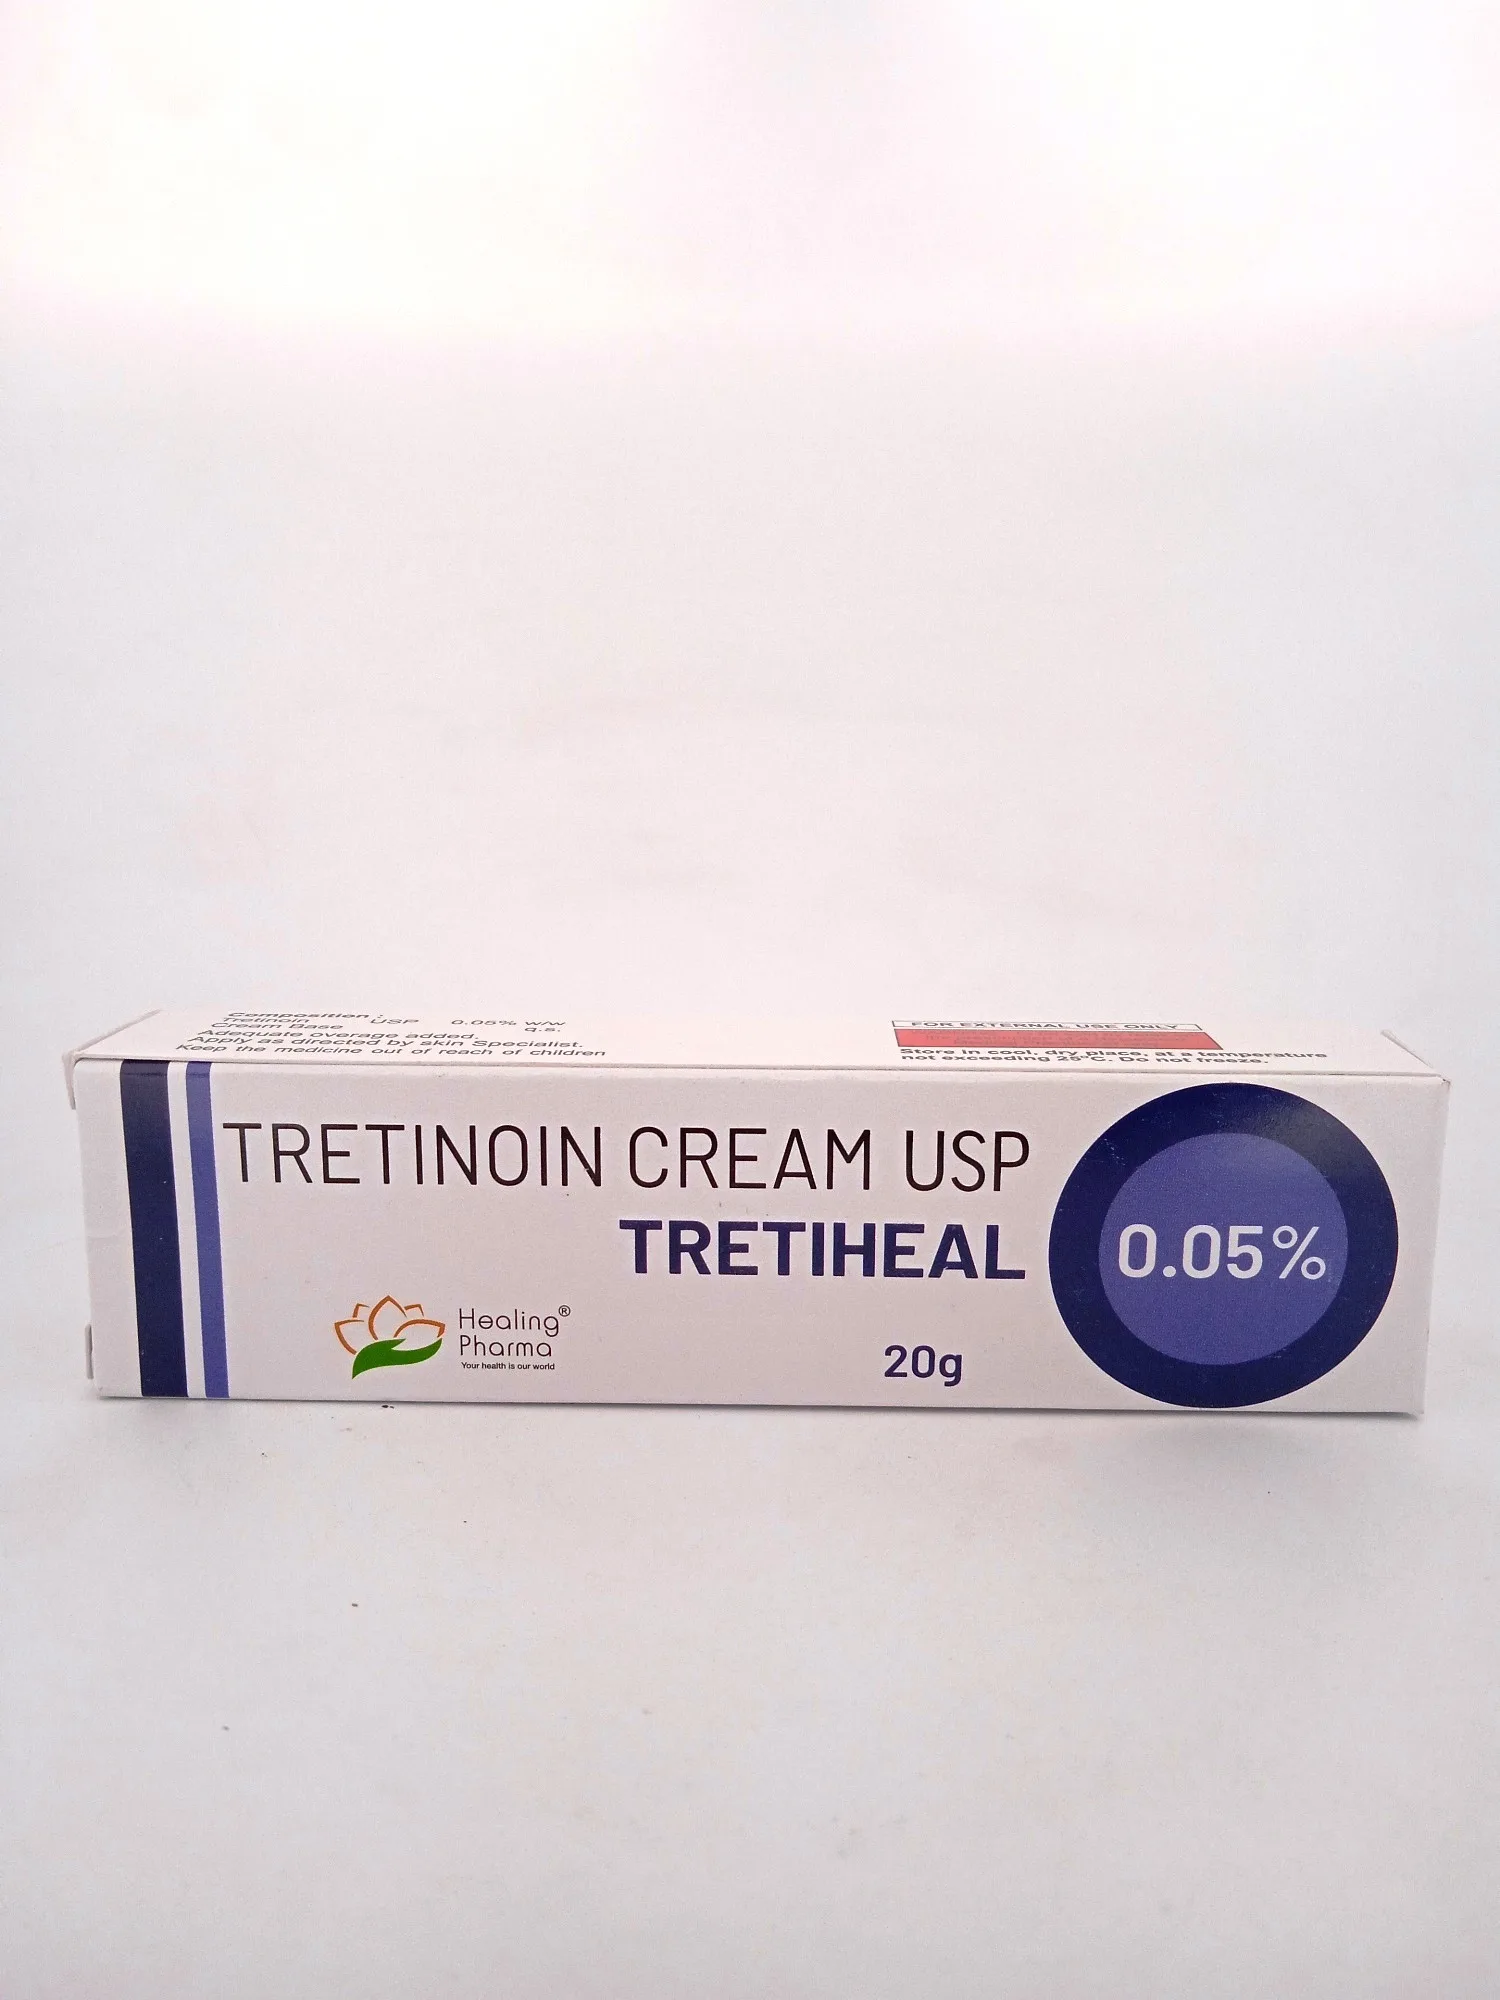 Composition :
Tretinoin USP 0.05% w/w
Cream Base q.s.
Adequate overage added.
Apply as directed by skin Specialist.
Keep the medicine out of reach of children
FOR EXTERNAL USE ONLY
Store in cool, dry place, at a temperature
not exceeding 25°C. Do not freeze.
TRETINOIN CREAM USP
TRETIHEAL
0.05%
Healing®
Pharma
Your health is our world
20g